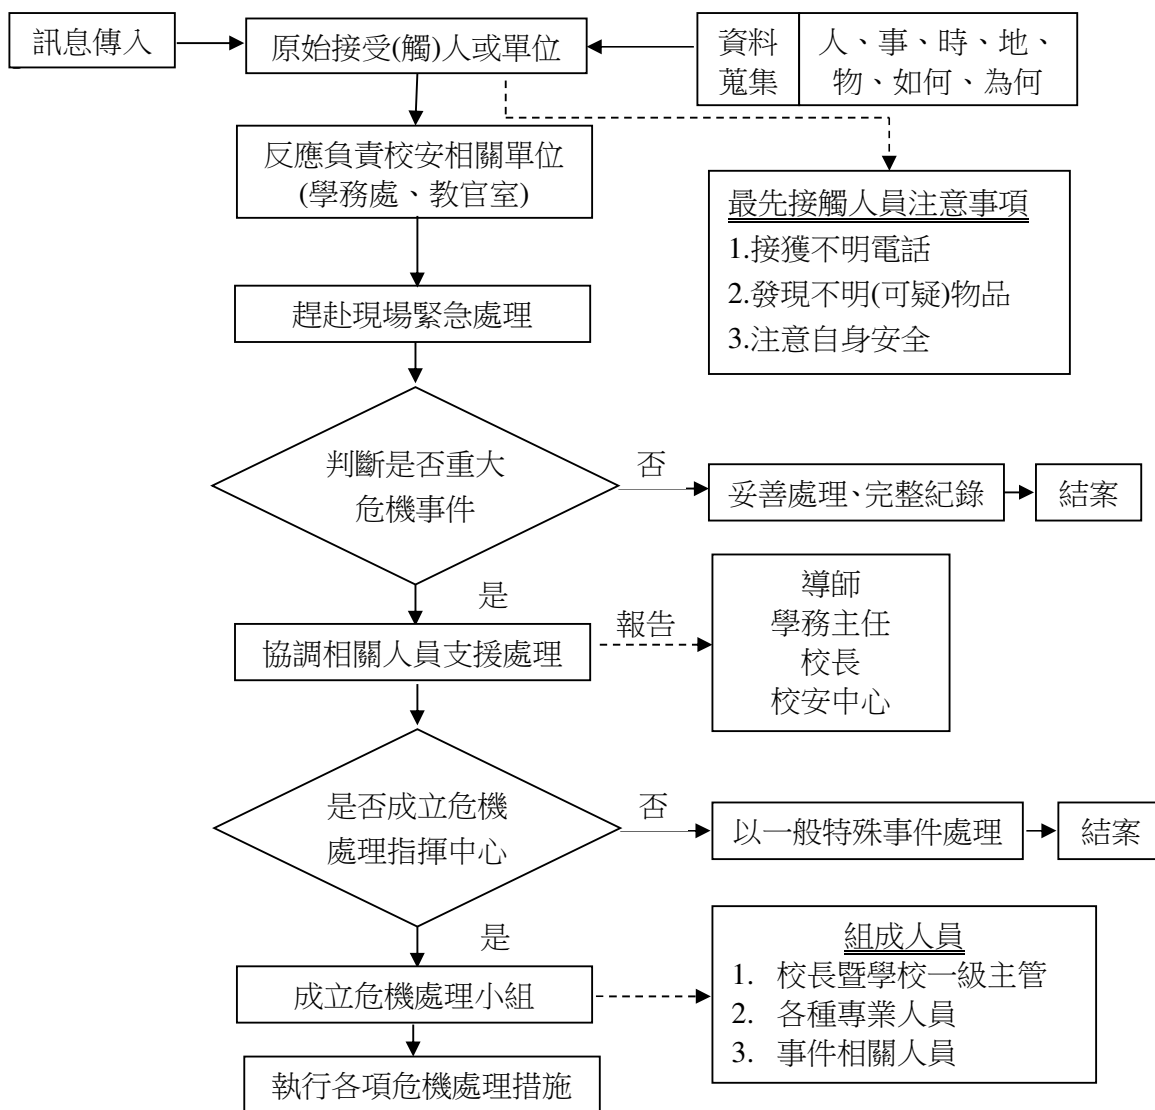 訊息傳入
原始接受(觸)人或單位
資料
蒐集
人、事、時、地、
物、如何、為何
反應負責校安相關單位
(學務處、教官室)
最先接觸人員注意事項
1.接獲不明電話
2.發現不明(可疑)物品
3.注意自身安全
趕赴現場緊急處理
判斷是否重大
危機事件
否
妥善處理、完整紀錄
結案
是
協調相關人員支援處理
報告
導師
學務主任
校長
校安中心
是否成立危機
處理指揮中心
否
以一般特殊事件處理
結案
是
成立危機處理小組
組成人員
1. 校長暨學校一級主管
2. 各種專業人員
3. 事件相關人員
執行各項危機處理措施